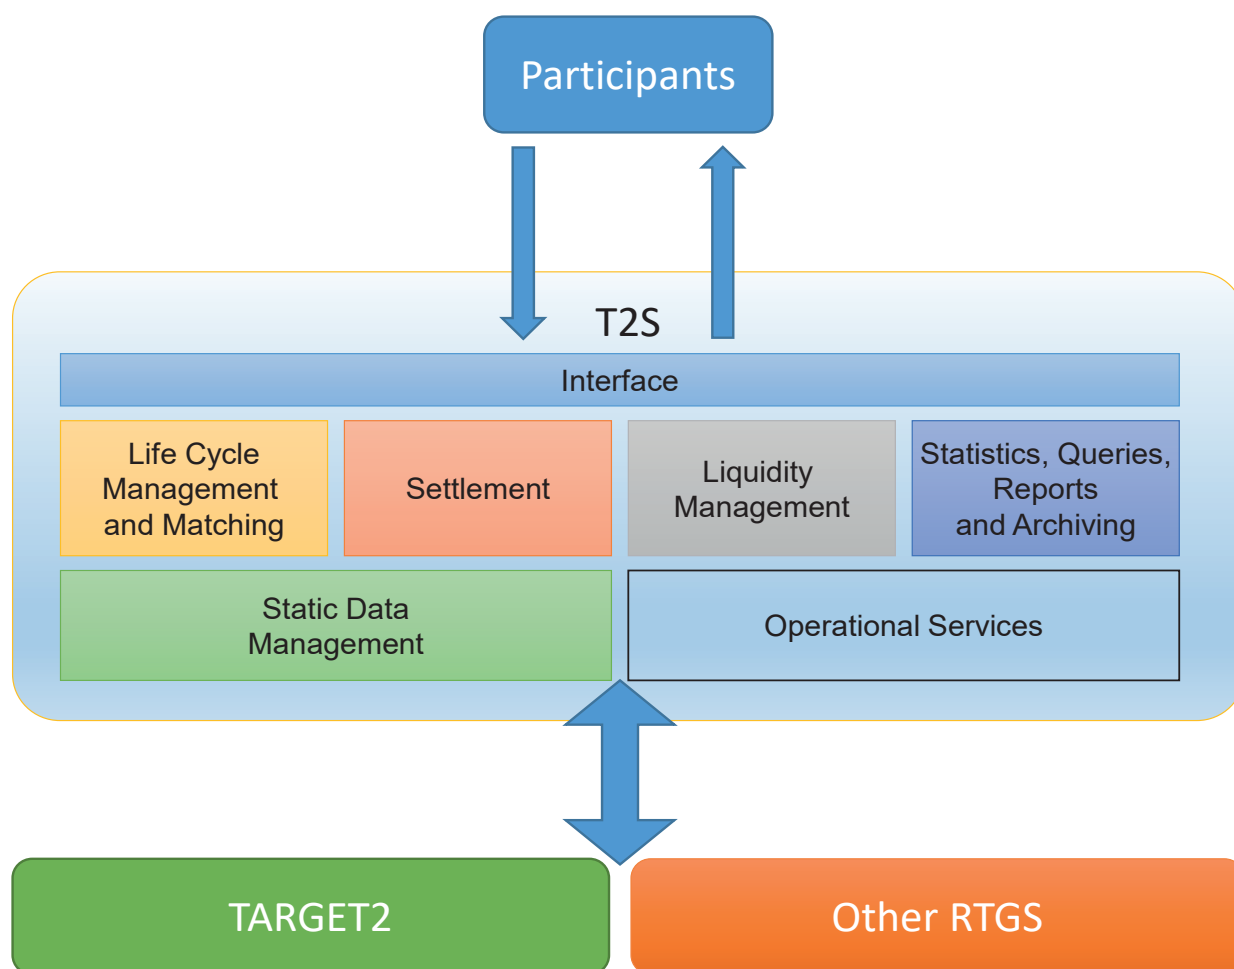 Participants
T2S
Interface
Life Cycle
Management
and Matching
Settlement
Liquidity
Management
Statistics, Queries,
Reports
and Archiving
Static Data
Management
Operational Services
TARGET2
Other RTGS